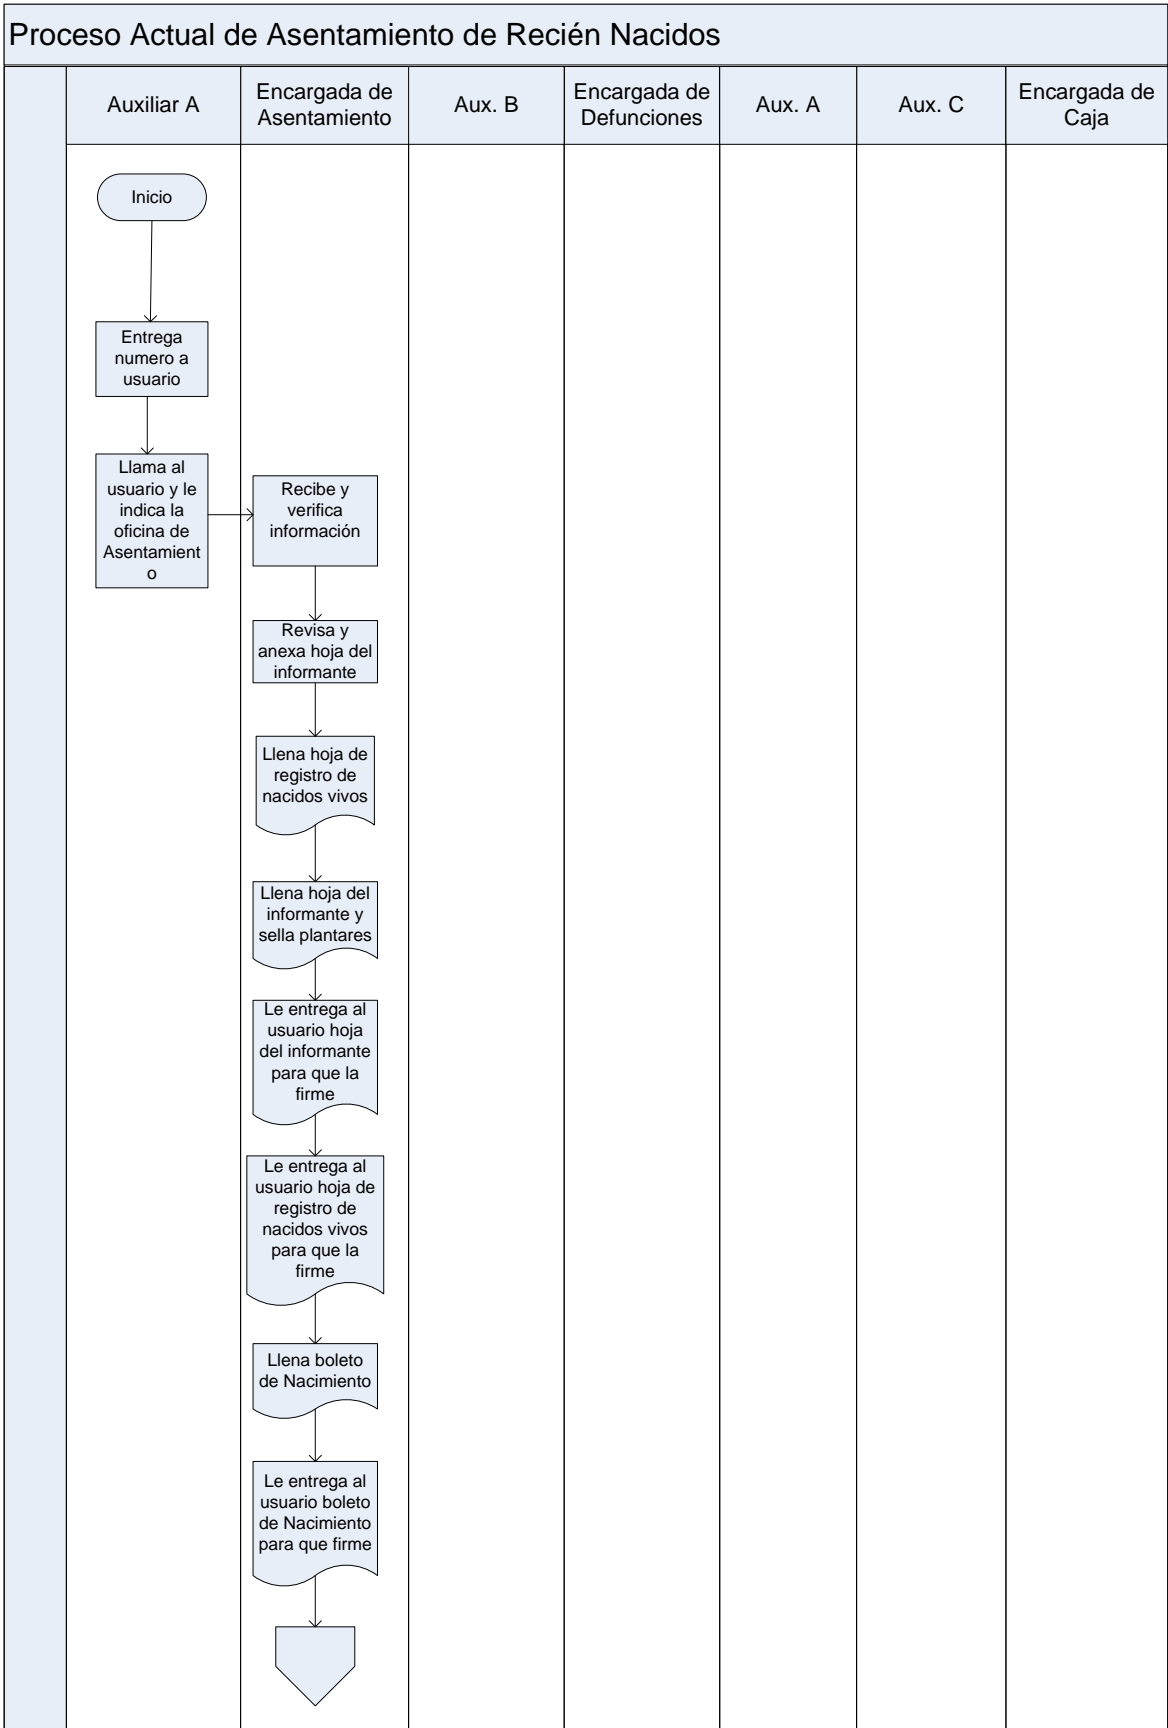 Proceso Actual de Asentamiento de Recién Nacidos
Auxiliar A
Encargada de
Asentamiento
Aux. B
Encargada de
Defunciones
Aux. A
Aux. C
Encargada de
Caja
Inicio
Entrega
numero a
usuario
Llama al
usuario y le
indica la
oficina de
Asentamient
o
Recibe y
verifica
información
Revisa y
anexa hoja del
informante
Llena hoja de
registro de
nacidos vivos
Llena hoja del
informante y
sella plantares
Le entrega al
usuario hoja
del informante
para que la
firme
Le entrega al
usuario hoja de
registro de
nacidos vivos
para que la
firme
Llena boleto
de Nacimiento
Le entrega al
usuario boleto
de Nacimiento
para que firme